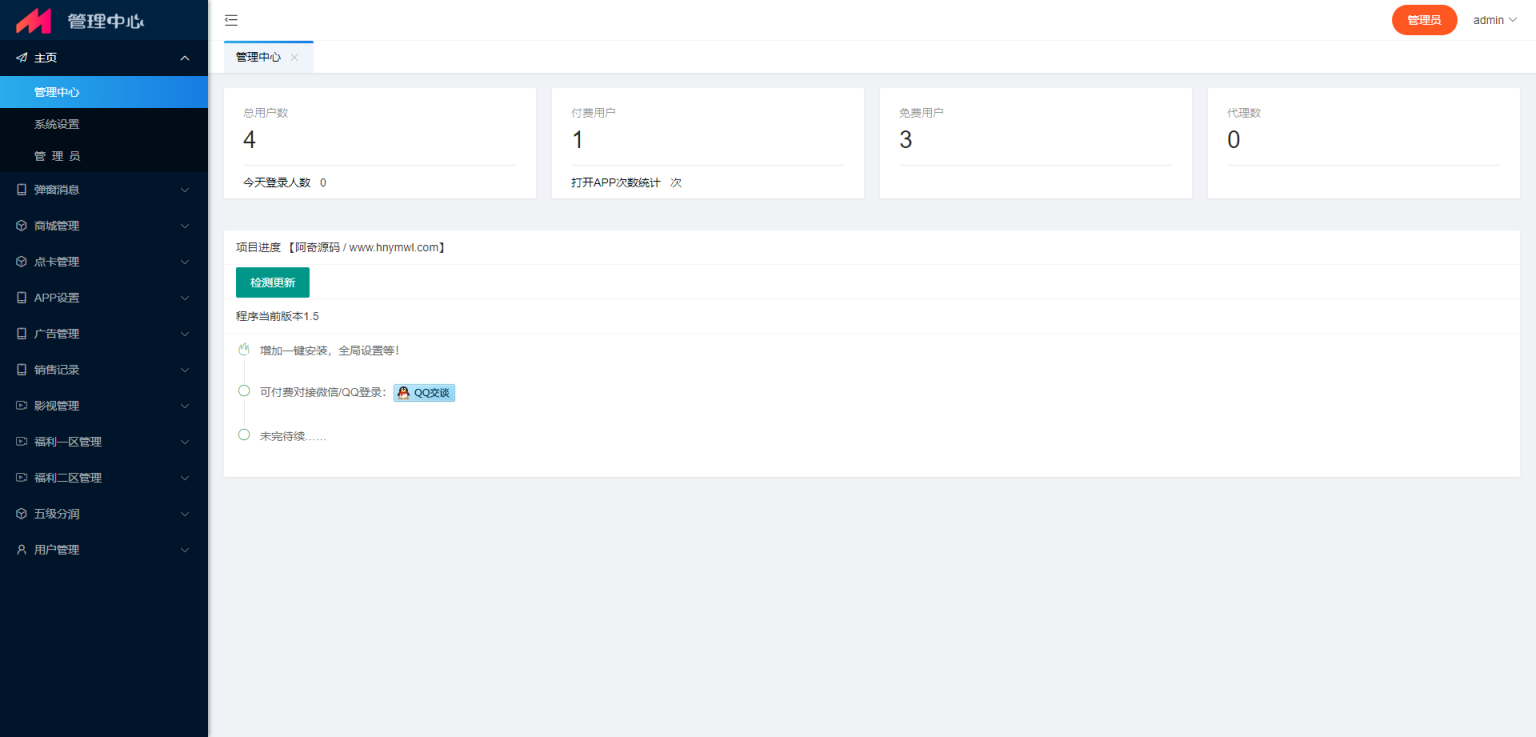 管理中心
主页
管理中心
系统设置
管 理 员
弹窗消息
商城管理
点卡管理
APP设置
广告管理
销售记录
影视管理
福利一区管理
福利二区管理
五级分润
用户管理
管理员
admin
管理中心
总用户数
4
今天登录人数 0
付费用户
1
打开APP次数统计 次
免费用户
3
代理数
0
项目进度 【阿奇源码 / www.hnymwl.com】
检测更新
程序当前版本1.5
增加一键安装，全局设置等！
可付费对接微信/QQ登录： QQ交谈
未完待续……